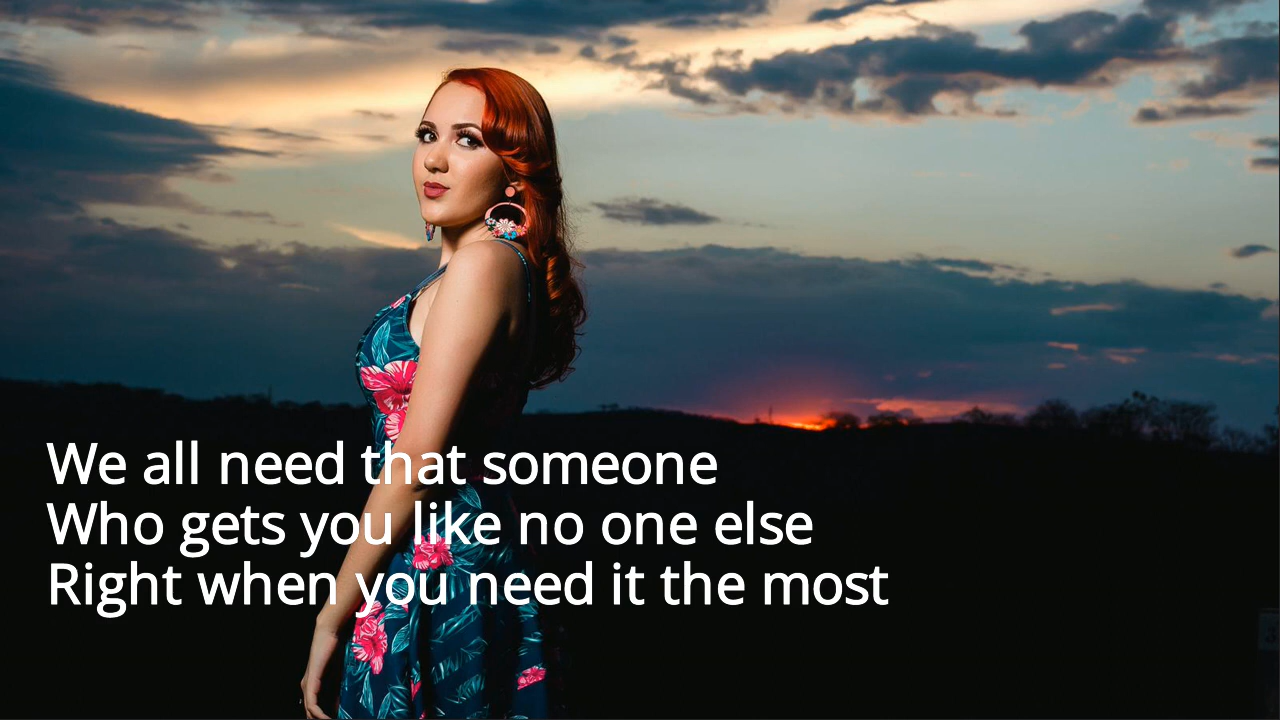 We all need that someone
Who gets you like no one else
Right when you need it the most